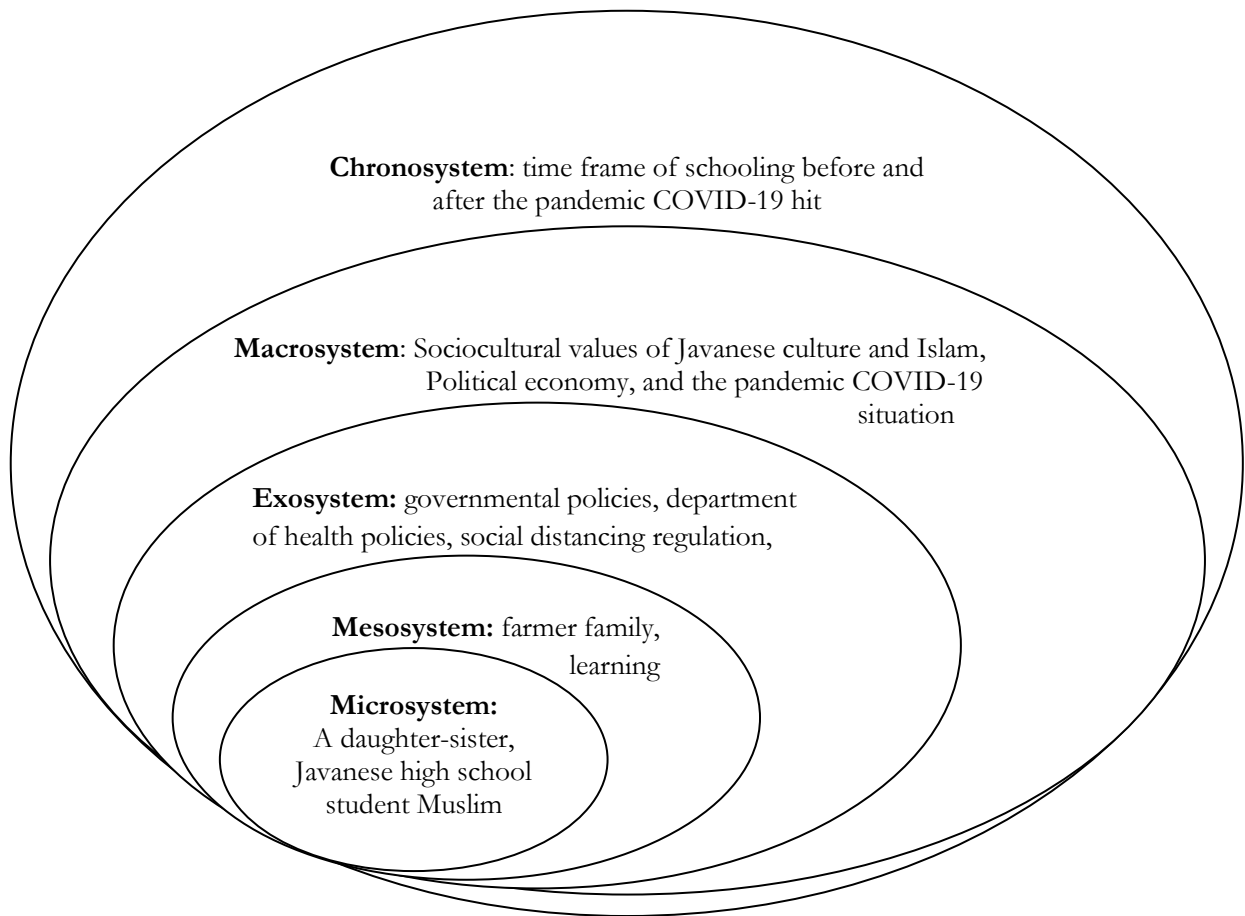 Chronosystem: time frame of schooling before and
after the pandemic COVID-19 hit
Macrosystem: Sociocultural values of Javanese culture and Islam,
Political economy, and the pandemic COVID-19
situation
Exosystem: governmental policies, department
of health policies, social distancing regulation,
Mesosystem: farmer family,
learning
Microsystem:
A daughter-sister,
Javanese high school
student Muslim